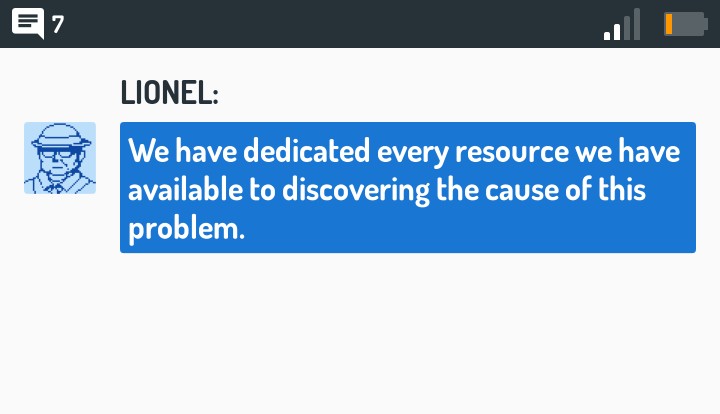 7
LIONEL:
We have dedicated every resource we have
available to discovering the cause of this
problem.